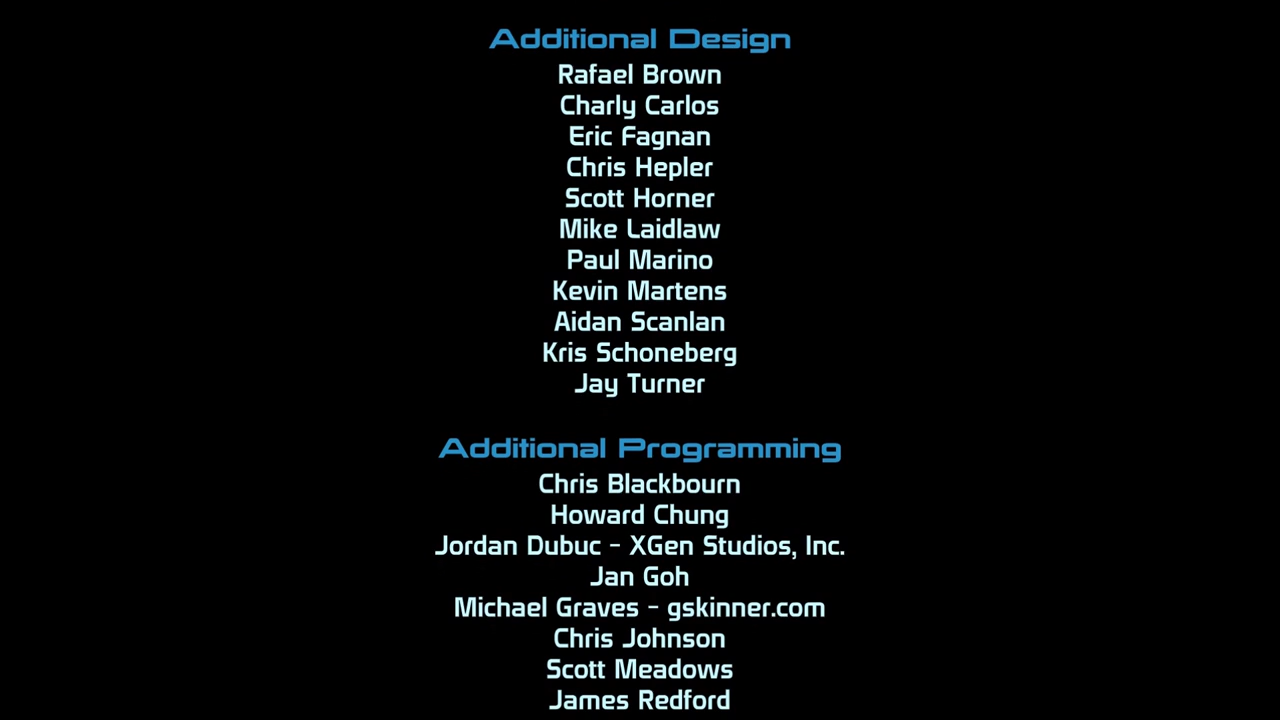 Additional Design
Rafael Brown
Charly Carlos
Eric Fagnan
Chris Hepler
Scott Horner
Mike Laidlaw
Paul Marino
Kevin Martens
Aidan Scanlan
Kris Schoneberg
Jay Turner
Additional Programming
Chris Blackbourn
Howard Chung
Jordan Dubuc - XGen Studios, Inc.
Jan Goh
Michael Graves - gskinner.com
Chris Johnson
Scott Meadows
James Redford